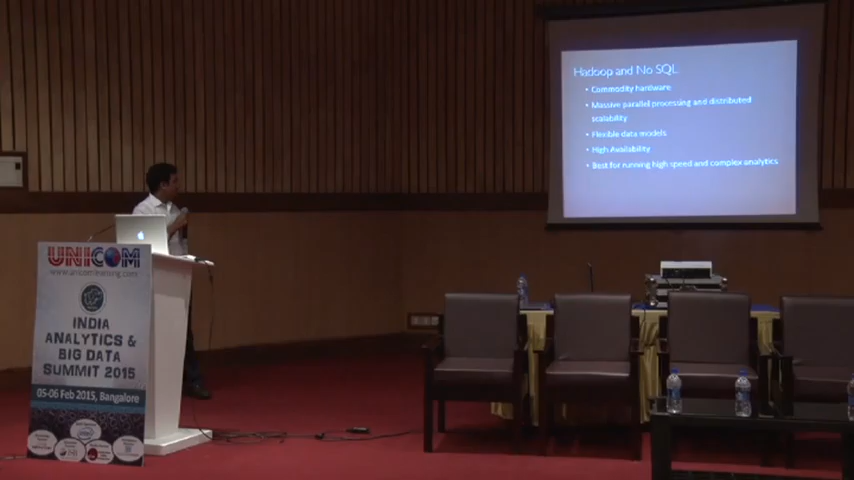 Hadoop and No SQL
• Commodity hardware
• Massive parallel processing and distributed
scalability
• Flexible data models
• High Availability
• Best for running high speed and complex analytics
UNICOM
www.unicomlearning.com
INDIA
ANALYTICS &
BIG DATA
SUMMIT 2015
05-06 Feb 2015, Bangalore